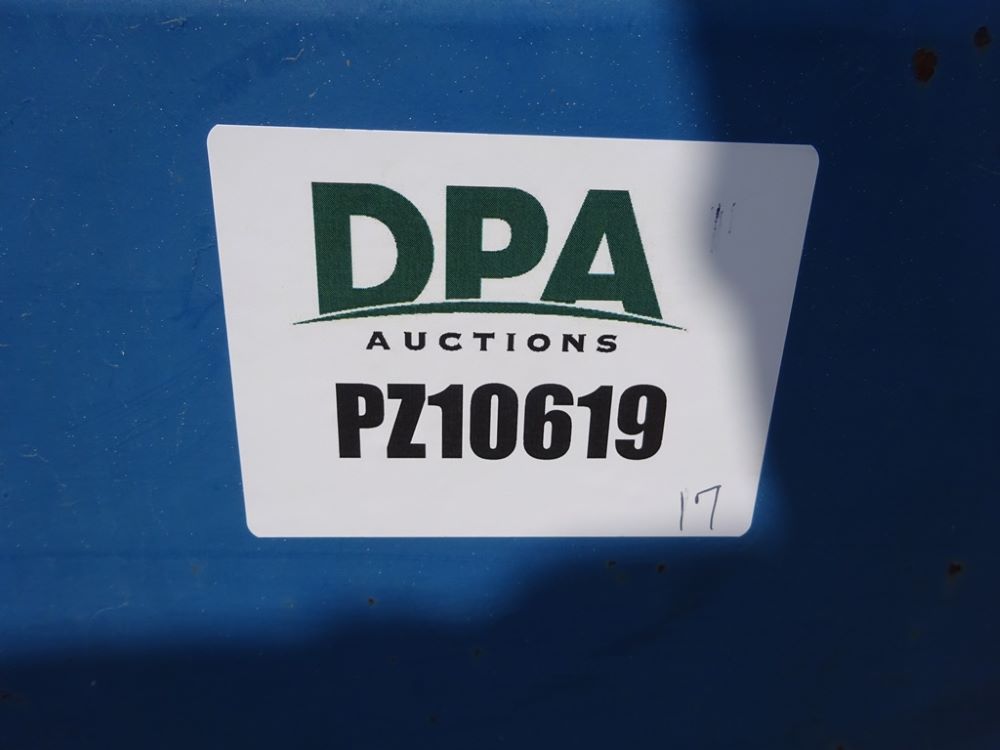 DPA
AUCTIONS
PZ10619
17